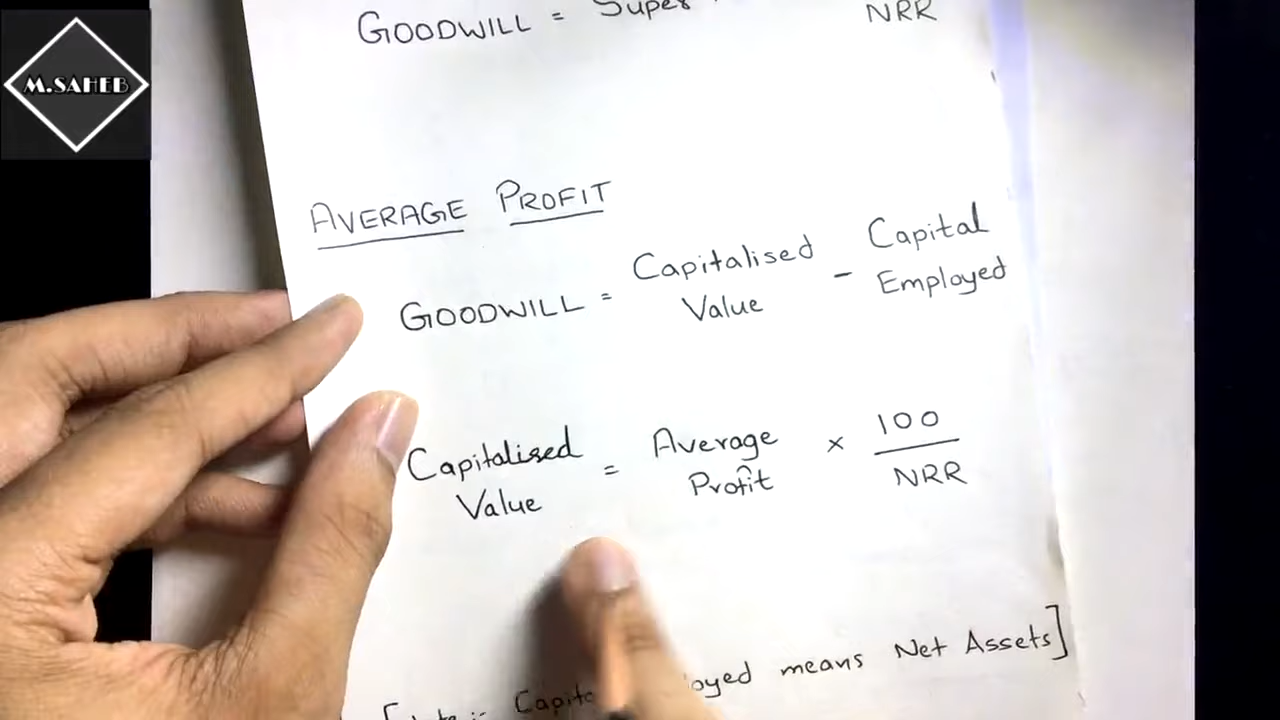 M.SAHEB
GOODWILL = Super
NRR
AVERAGE PROFIT
GOODWILL = Capitalised Value - Capital Employed
Capitalised Value = Average Profit × 100 / NRR
means Net Assets]